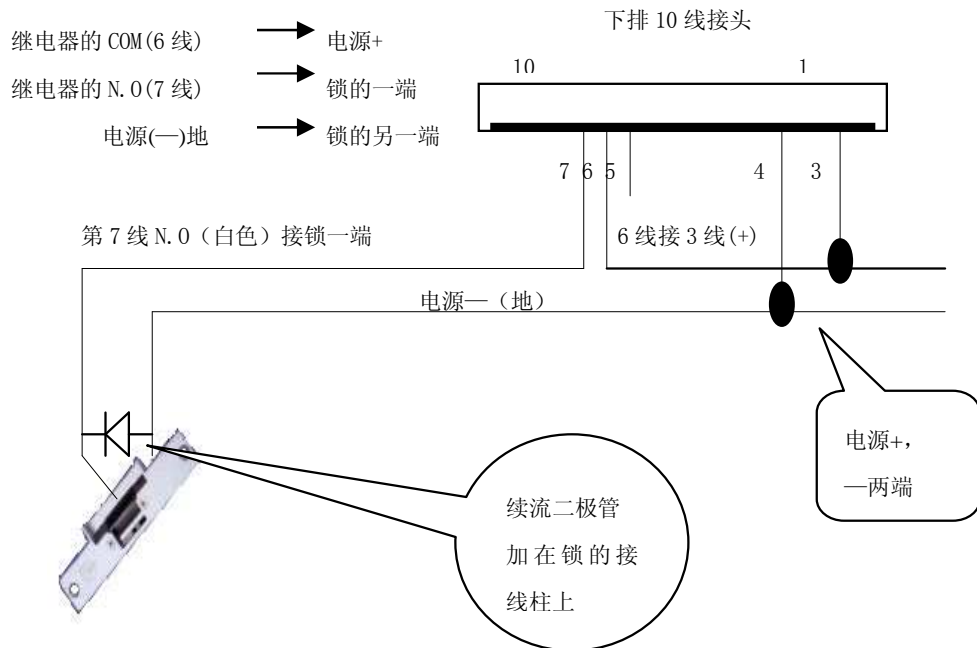 继电器的 COM(6 线) 电源+
继电器的 N.O(7 线) 锁的一端
电源(—)地 锁的另一端
下排 10 线接头
10 1
7 6 5 4 3
第 7 线 N.O（白色）接锁一端
6 线接 3 线(+)
电源—（地）
电源+，
—两端
续流二极管
加在锁的接
线柱上